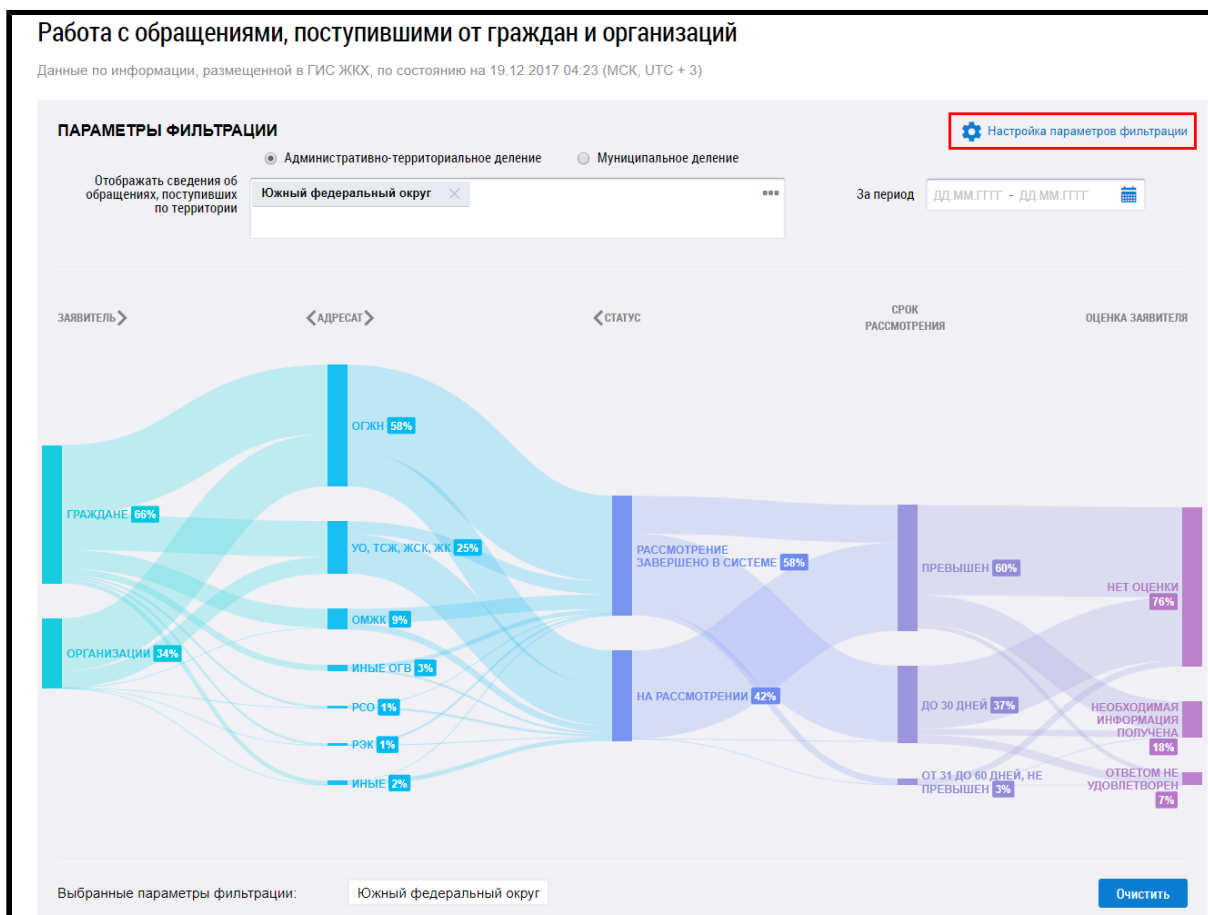 Работа с обращениями, поступившими от граждан и организаций
Данные по информации, размещенной в ГИС ЖКХ, по состоянию на 19.12.2017 04:23 (МСК, UTC + 3)
ПАРАМЕТРЫ ФИЛЬТРАЦИИ
Настройка параметров фильтрации
Административно-территориальное деление
Муниципальное деление
Отображать сведения об
обращениях, поступивших
по территории
Южный федеральный округ
За период
ДД.ММ.ГГГГ - ДД.ММ.ГГГГ
ЗАЯВИТЕЛЬ
АДРЕСАТ
СТАТУС
СРОК
РАССМОТРЕНИЯ
ОЦЕНКА ЗАЯВИТЕЛЯ
ГРАЖДАНЕ 66%
ОРГАНИЗАЦИИ 34%
ОГЖН 58%
УО, ТСЖ, ЖСК, ЖК 25%
ОМЖК 9%
ИНЫЕ ОГВ 3%
РСО 1%
РЭК 1%
ИНЫЕ 2%
РАССМОТРЕНИЕ
ЗАВЕРШЕНО В СИСТЕМЕ 58%
НА РАССМОТРЕНИИ 42%
ПРЕВЫШЕН 60%
ДО 30 ДНЕЙ 37%
ОТ 31 ДО 60 ДНЕЙ, НЕ
ПРЕВЫШЕН 3%
НЕТ ОЦЕНКИ
76%
НЕОБХОДИМАЯ
ИНФОРМАЦИЯ
ПОЛУЧЕНА
18%
ОТВЕТОМ НЕ
УДОВЛЕТВОРЕН
7%
Выбранные параметры фильтрации:
Южный федеральный округ
Очистить